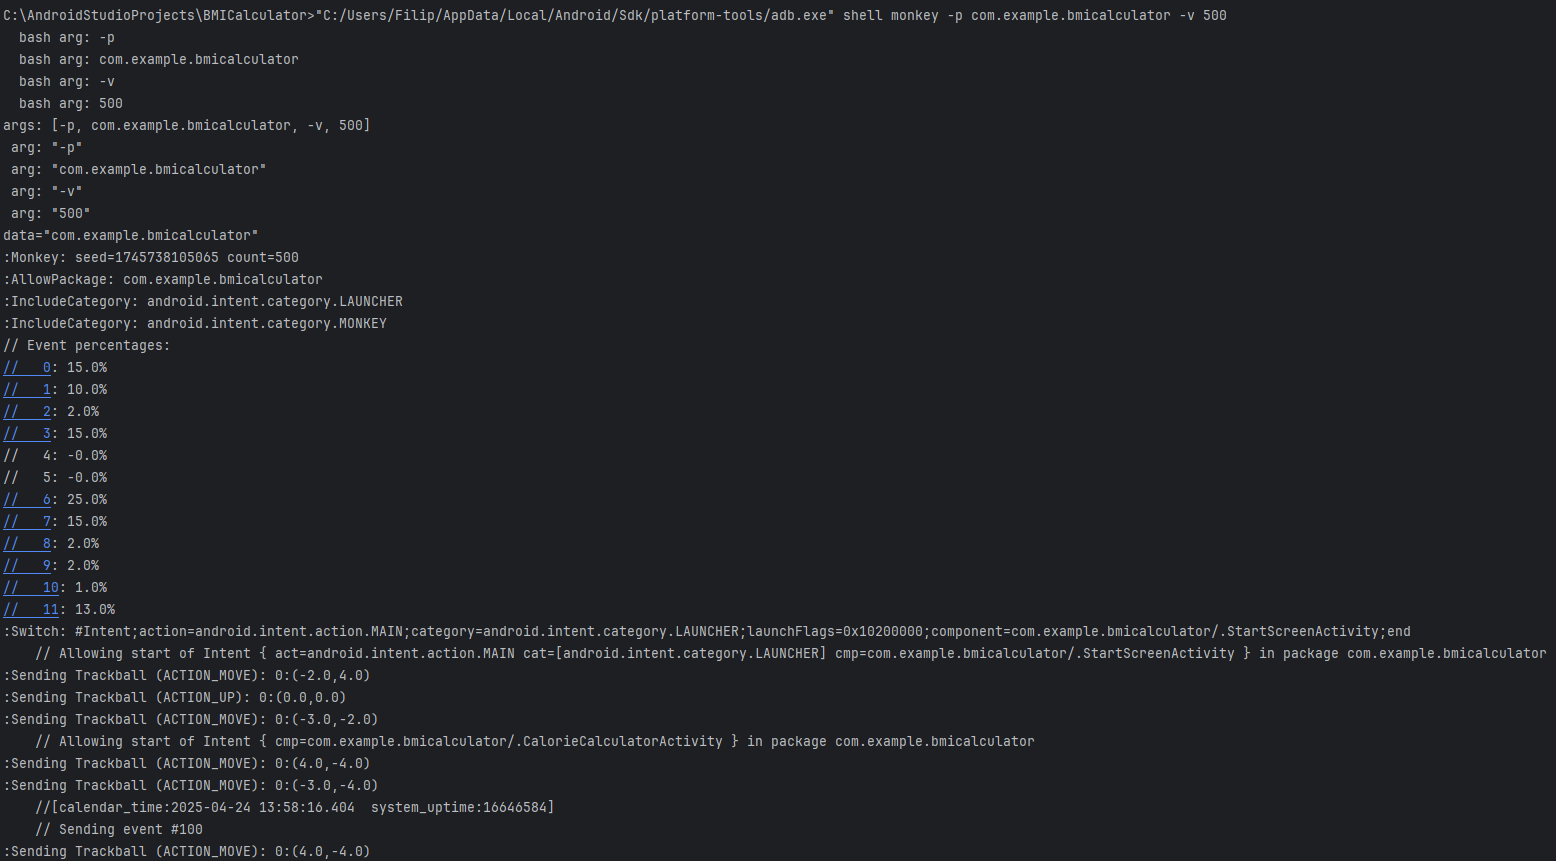 C:\AndroidStudioProjects\BMICalculator>"C:/Users/Filip/AppData/Local/Android/Sdk/platform-tools/adb.exe" shell monkey -p com.example.bmicalculator -v 500
  bash arg: -p
  bash arg: com.example.bmicalculator
  bash arg: -v
  bash arg: 500
args: [-p, com.example.bmicalculator, -v, 500]
 arg: "-p"
 arg: "com.example.bmicalculator"
 arg: "-v"
 arg: "500"
data="com.example.bmicalculator"
:Monkey: seed=1745738105065 count=500
:AllowPackage: com.example.bmicalculator
:IncludeCategory: android.intent.category.LAUNCHER
:IncludeCategory: android.intent.category.MONKEY
// Event percentages:
//   0: 15.0%
//   1: 10.0%
//   2: 2.0%
//   3: 15.0%
//   4: -0.0%
//   5: -0.0%
//   6: 25.0%
//   7: 15.0%
//   8: 2.0%
//   9: 2.0%
//   10: 1.0%
//   11: 13.0%
:Switch: #Intent;action=android.intent.action.MAIN;category=android.intent.category.LAUNCHER;launchFlags=0x10200000;component=com.example.bmicalculator/.StartScreenActivity;end
    // Allowing start of Intent { act=android.intent.action.MAIN cat=[android.intent.category.LAUNCHER] cmp=com.example.bmicalculator/.StartScreenActivity } in package com.example.bmicalculator
:Sending Trackball (ACTION_MOVE): 0:(-2.0,4.0)
:Sending Trackball (ACTION_UP): 0:(0.0,0.0)
:Sending Trackball (ACTION_MOVE): 0:(-3.0,-2.0)
    // Allowing start of Intent { cmp=com.example.bmicalculator/.CalorieCalculatorActivity } in package com.example.bmicalculator
:Sending Trackball (ACTION_MOVE): 0:(4.0,-4.0)
:Sending Trackball (ACTION_MOVE): 0:(-3.0,-4.0)
    //[calendar_time:2025-04-24 13:58:16.404  system_uptime:16646584]
    // Sending event #100
:Sending Trackball (ACTION_MOVE): 0:(4.0,-4.0)